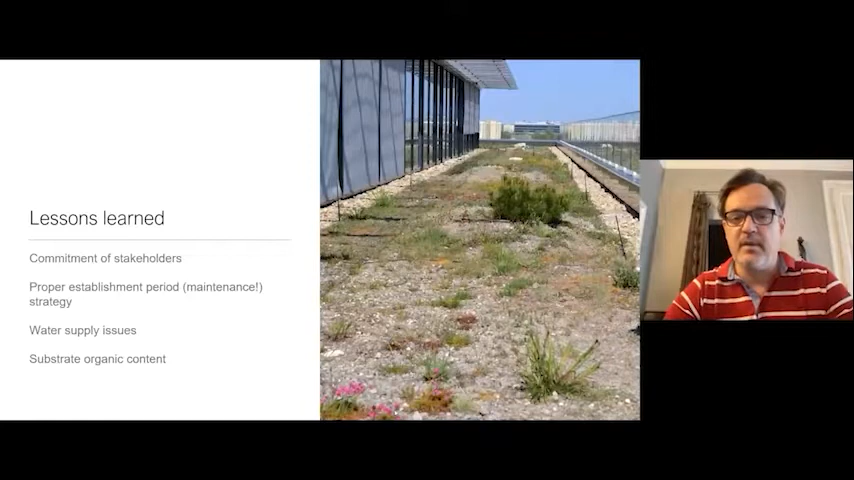 Lessons learned
Commitment of stakeholders
Proper establishment period (maintenance!)
strategy
Water supply issues
Substrate organic content